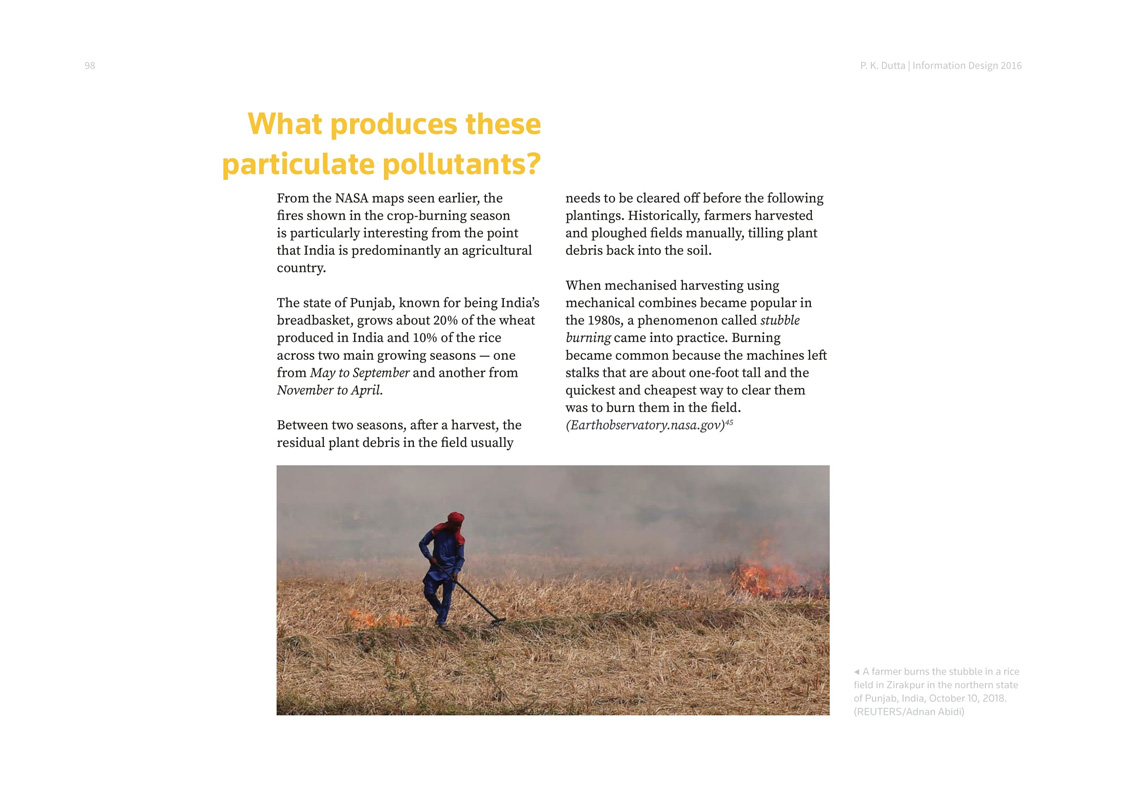 98
P. K. Dutta | Information Design 2016
What produces these
particulate pollutants?
From the NASA maps seen earlier, the
fires shown in the crop-burning season
is particularly interesting from the point
that India is predominantly an agricultural
country.
The state of Punjab, known for being India’s
breadbasket, grows about 20% of the wheat
produced in India and 10% of the rice
across two main growing seasons — one
from May to September and another from
November to April.
Between two seasons, after a harvest, the
residual plant debris in the field usually
needs to be cleared off before the following
plantings. Historically, farmers harvested
and ploughed fields manually, tilling plant
debris back into the soil.
When mechanised harvesting using
mechanical combines became popular in
the 1980s, a phenomenon called stubble
burning came into practice. Burning
became common because the machines left
stalks that are about one-foot tall and the
quickest and cheapest way to clear them
was to burn them in the field.
(Earthobservatory.nasa.gov)⁴⁵
◂ A farmer burns the stubble in a rice
field in Zirakpur in the northern state
of Punjab, India, October 10, 2018.
(REUTERS/Adnan Abidi)